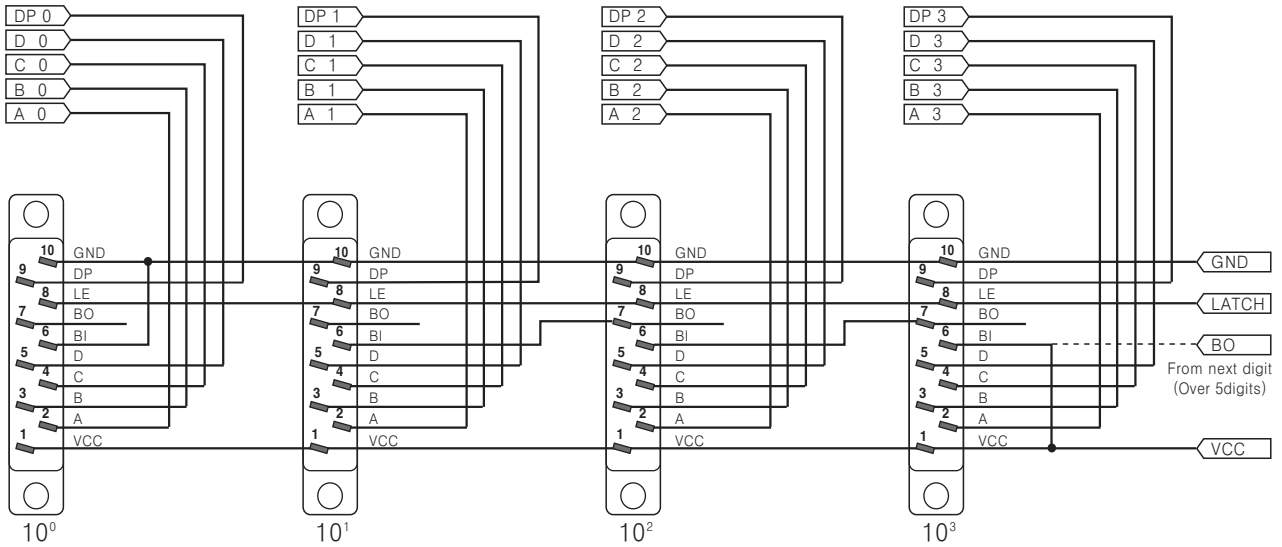 DP 0
D 0
C 0
B 0
A 0
DP 1
D 1
C 1
B 1
A 1
DP 2
D 2
C 2
B 2
A 2
DP 3
D 3
C 3
B 3
A 3
10 GND
9 DP
8 LE
7 BO
6 BI
5 D
4 C
3 B
2 A
1 VCC
10⁰
10 GND
9 DP
8 LE
7 BO
6 BI
5 D
4 C
3 B
2 A
1 VCC
10¹
10 GND
9 DP
8 LE
7 BO
6 BI
5 D
4 C
3 B
2 A
1 VCC
10²
10 GND
9 DP
8 LE
7 BO
6 BI
5 D
4 C
3 B
2 A
1 VCC
10³
GND
LATCH
BO
From next digit
(Over 5digits)
VCC